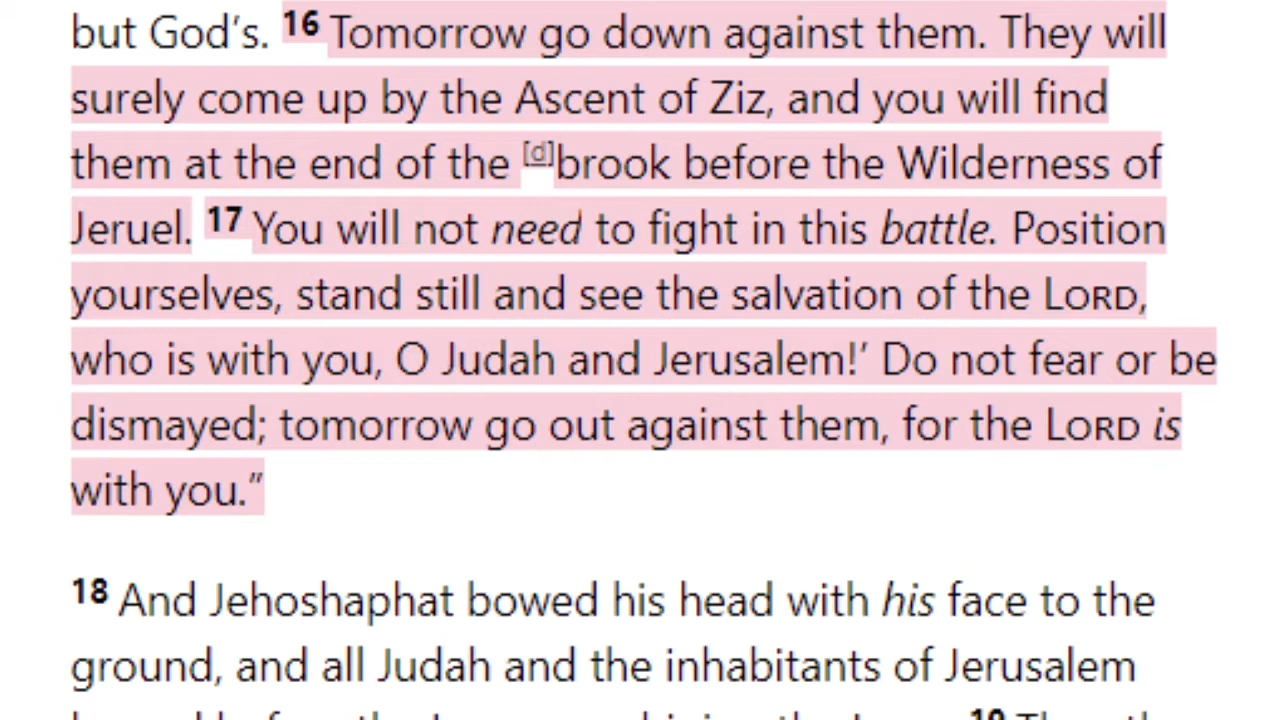 but God's. 16 Tomorrow go down against them. They will
surely come up by the Ascent of Ziz, and you will find
them at the end of the [d]brook before the Wilderness of
Jeruel. 17 You will not need to fight in this battle. Position
yourselves, stand still and see the salvation of the LORD,
who is with you, O Judah and Jerusalem!’ Do not fear or be
dismayed; tomorrow go out against them, for the LORD is
with you.”
18 And Jehoshaphat bowed his head with his face to the
ground, and all Judah and the inhabitants of Jerusalem